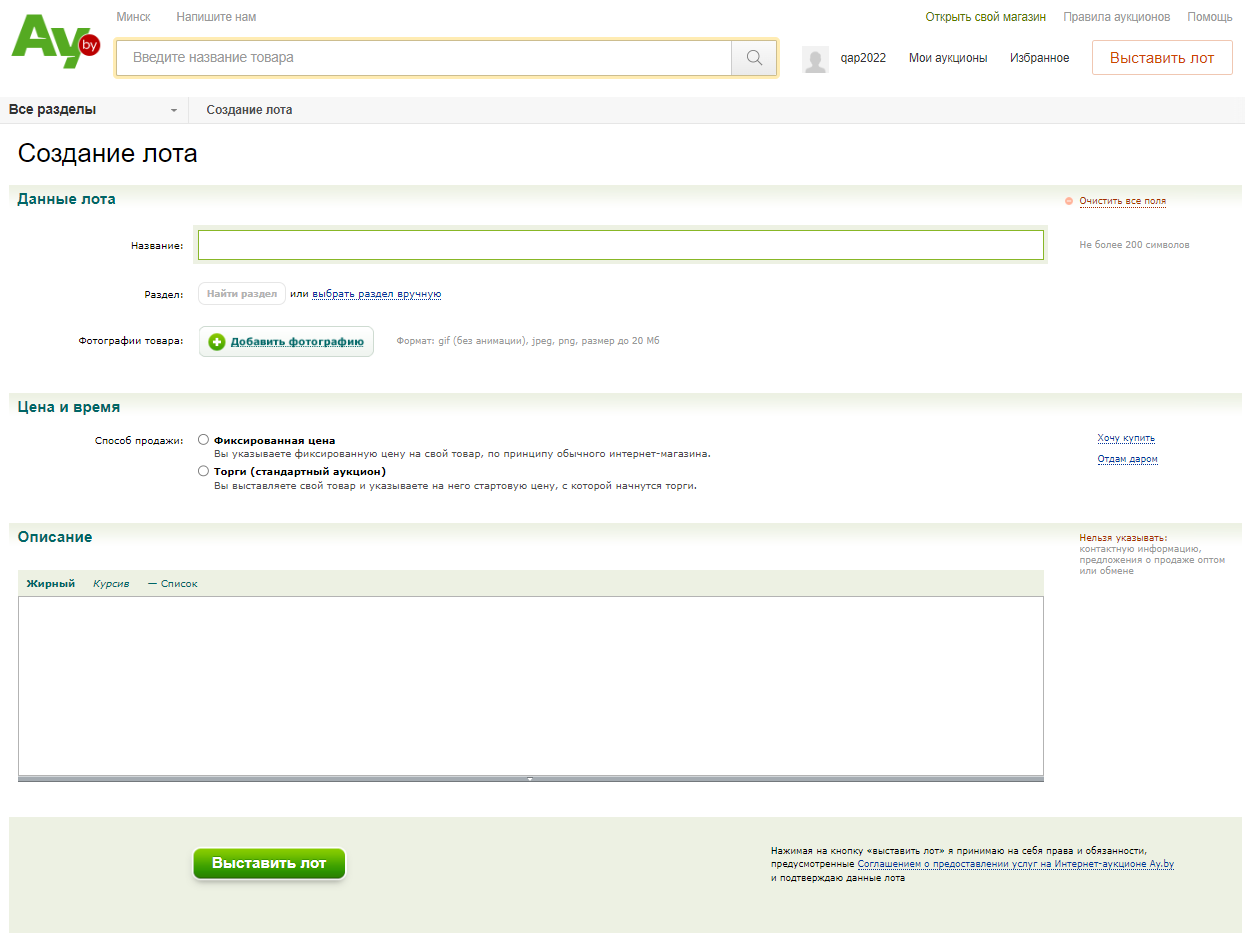 Минск
Напишите нам
Открыть свой магазин
Правила аукционов
Помощь
Ау by
Введите название товара
qap2022
Мои аукционы
Избранное
Выставить лот
Все разделы
Создание лота
Создание лота
Данные лота
Очистить все поля
Название:
Не более 200 символов
Раздел:
Найти раздел
или выбрать раздел вручную
Фотографии товара:
Добавить фотографию
Формат: gif (без анимации), jpeg, png, размер до 20 Мб
Цена и время
Способ продажи:
Фиксированная цена
Вы указываете фиксированную цену на свой товар, по принципу обычного интернет-магазина.
Торги (стандартный аукцион)
Вы выставляете свой товар и указываете на него стартовую цену, с которой начнутся торги.
Хочу купить
Отдам даром
Описание
Нельзя указывать:
контактную информацию,
предложения о продаже оптом
или обмене
Жирный
Курсив
— Список
Выставить лот
Нажимая на кнопку «выставить лот» я принимаю на себя права и обязанности,
предусмотренные Соглашением о предоставлении услуг на Интернет-аукционе Ay.by
и подтверждаю данные лота